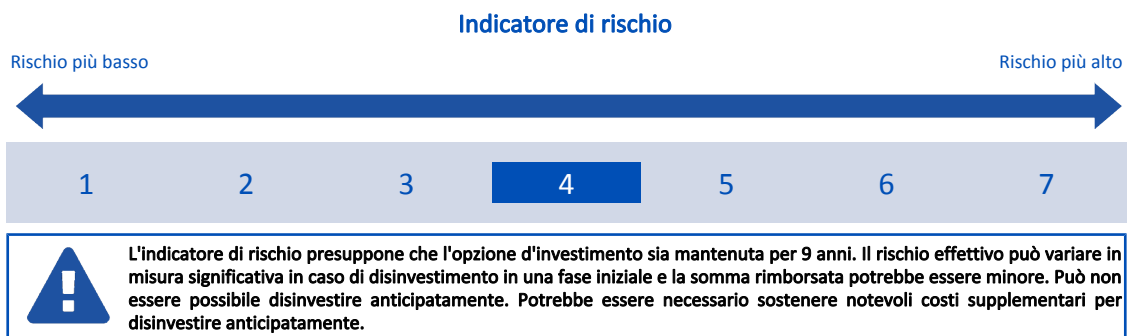 Indicatore di rischio
Rischio più basso Rischio più alto
1 2 3 4 5 6 7
L'indicatore di rischio presuppone che l'opzione d'investimento sia mantenuta per 9 anni. Il rischio effettivo può variare in
misura significativa in caso di disinvestimento in una fase iniziale e la somma rimborsata potrebbe essere minore. Può non
essere possibile disinvestire anticipatamente. Potrebbe essere necessario sostenere notevoli costi supplementari per
disinvestire anticipatamente.